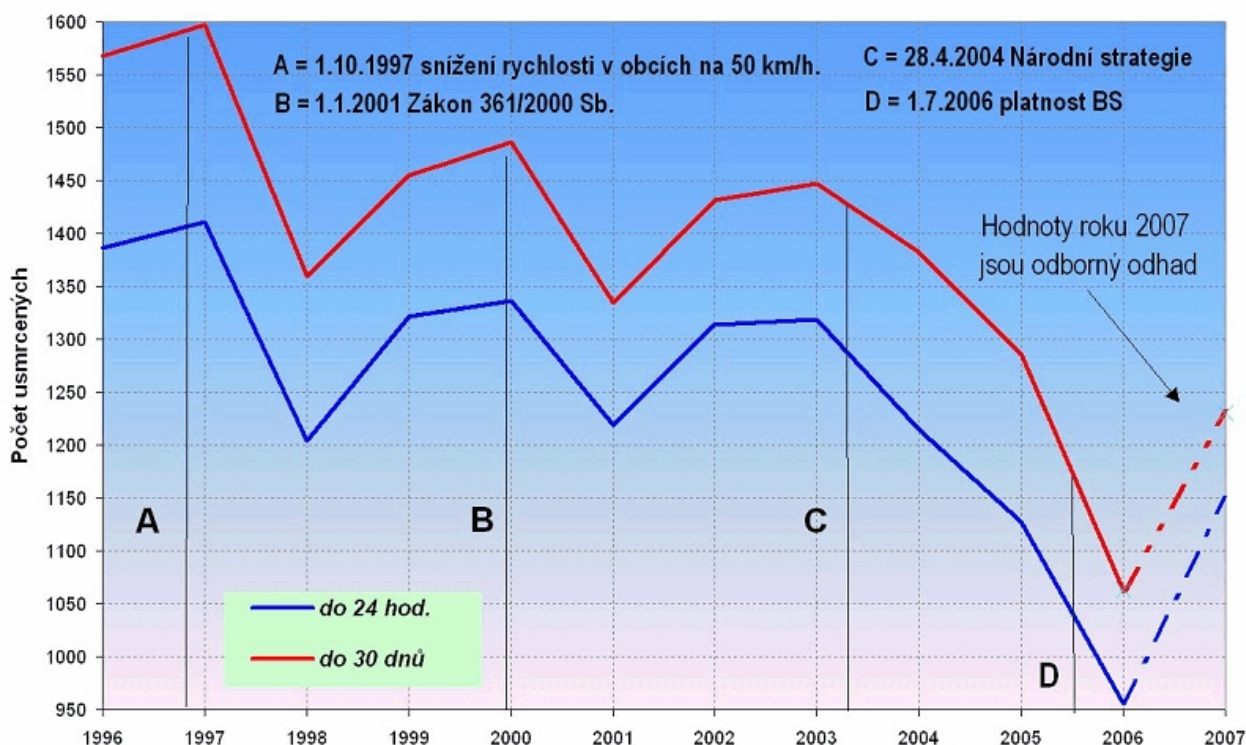 1600
1550
1500
1450
1400
1350
1300
1250
1200
1150
1100
1050
1000
950
Počet usmrcených
A = 1.10.1997 snížení rychlosti v obcích na 50 km/h.
B = 1.1.2001 Zákon 361/2000 Sb.
C = 28.4.2004 Národní strategie
D = 1.7.2006 platnost BS
Hodnoty roku 2007
jsou odborný odhad
A
B
C
D
do 24 hod.
do 30 dnů
1996 1997 1998 1999 2000 2001 2002 2003 2004 2005 2006 2007